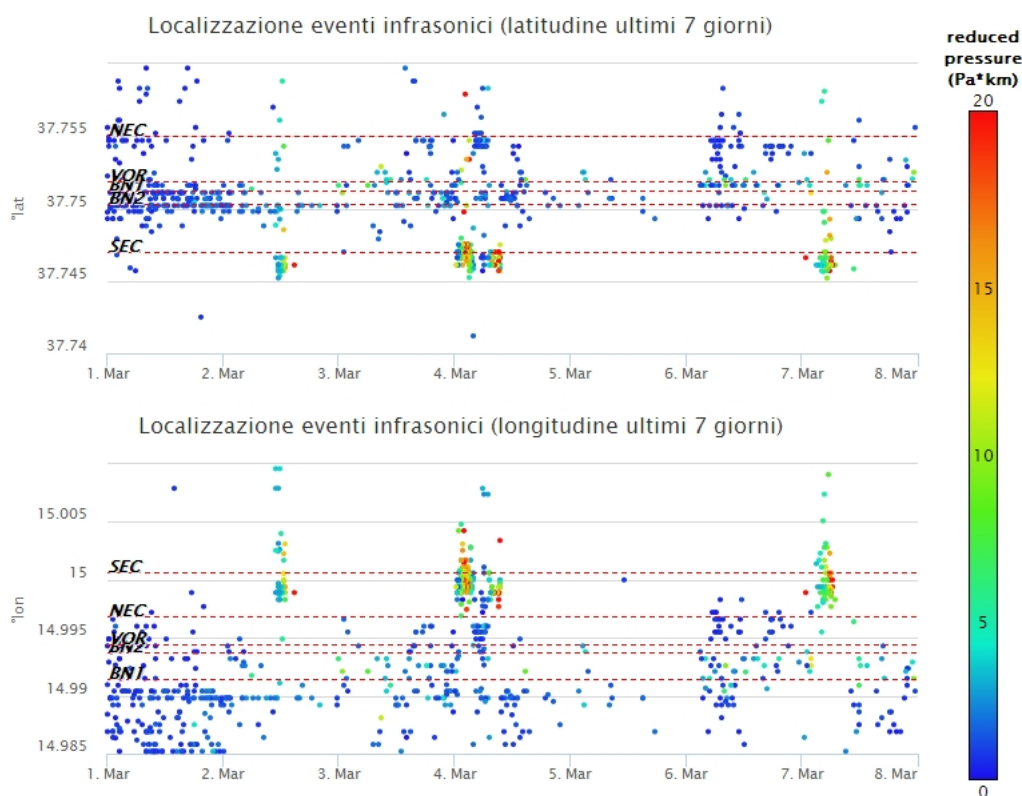 Localizzazione eventi infrasonici (latitudine ultimi 7 giorni)
reduced
pressure
(Pa*km)
20
15
10
5
0
°lat
37.755
37.75
37.745
37.74
NEC
VOR
BN1
BN2
SEC
1. Mar
2. Mar
3. Mar
4. Mar
5. Mar
6. Mar
7. Mar
8. Mar
Localizzazione eventi infrasonici (longitudine ultimi 7 giorni)
°lon
15.005
15
14.995
14.99
14.985
SEC
NEC
VOR
BN2
BN1
1. Mar
2. Mar
3. Mar
4. Mar
5. Mar
6. Mar
7. Mar
8. Mar